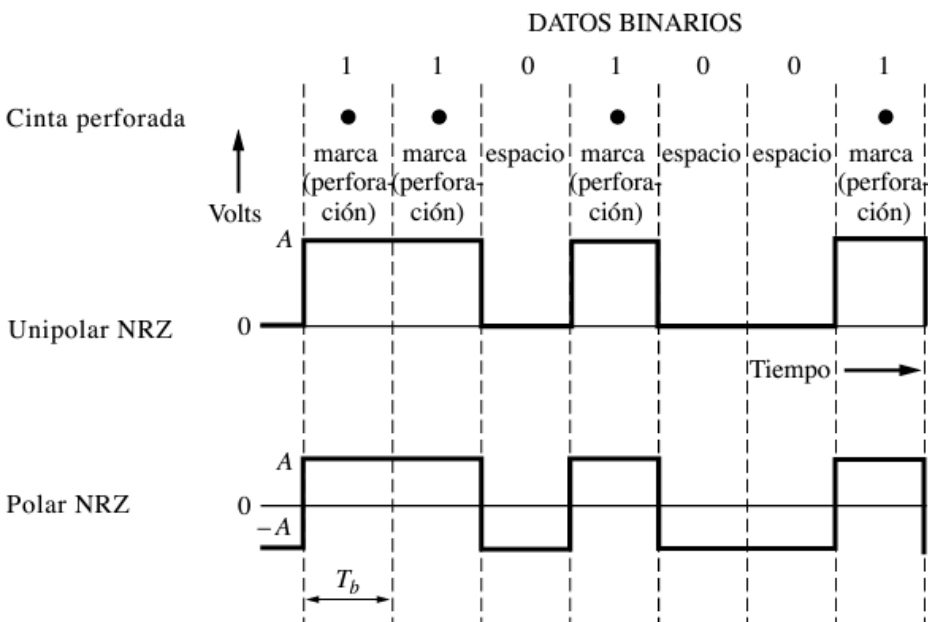 DATOS BINARIOS
1 1 0 1 0 0 1
Cinta perforada
marca marca espacio marca espacio espacio marca
(perfora- (perfora- (perfora- (perfora-
ción) ción) ción) ción)
Volts
A
Unipolar NRZ 0
Tiempo
A
Polar NRZ 0
–A
Tb